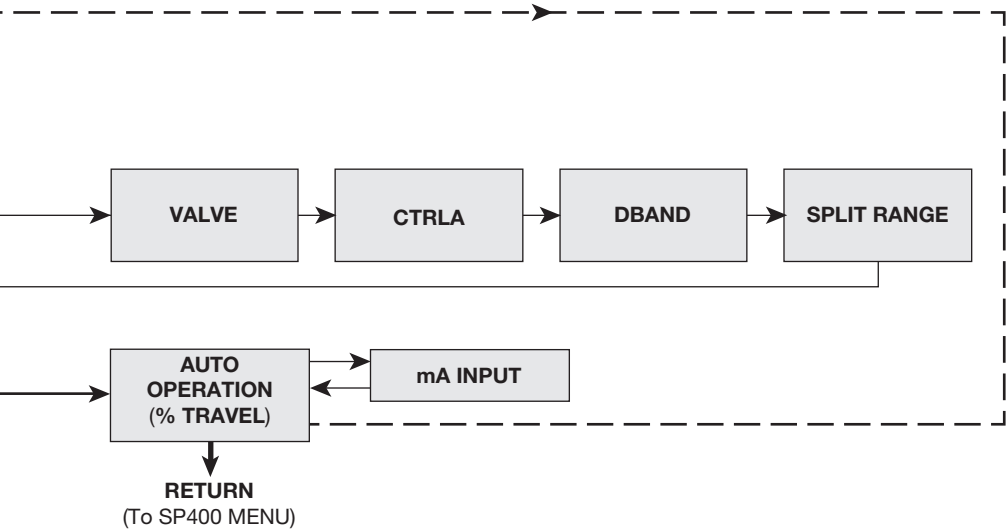 VALVE
CTRLA
DBAND
SPLIT RANGE
AUTO
OPERATION
(% TRAVEL)
mA INPUT
RETURN
(To SP400 MENU)